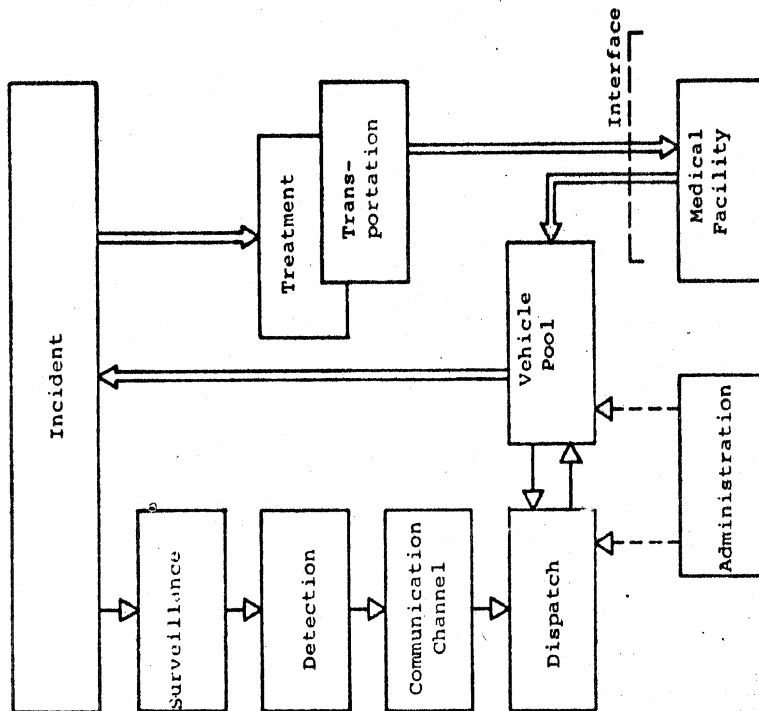 Incident
Surveillance
Detection
Communication
Channel
Dispatch
Vehicle
Pool
Treatment
Trans-
portation
Interface
Medical
Facility
Administration